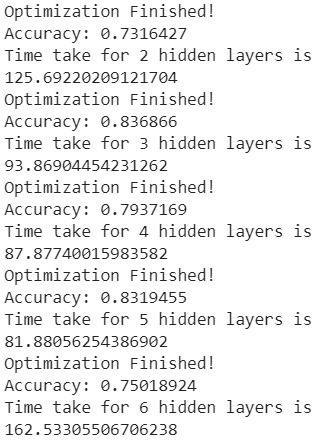 Optimization Finished!
Accuracy: 0.7316427
Time take for 2 hidden layers is
125.69220209121704
Optimization Finished!
Accuracy: 0.836866
Time take for 3 hidden layers is
93.86904454231262
Optimization Finished!
Accuracy: 0.7937169
Time take for 4 hidden layers is
87.87740015983582
Optimization Finished!
Accuracy: 0.8319455
Time take for 5 hidden layers is
81.88056254386902
Optimization Finished!
Accuracy: 0.75018924
Time take for 6 hidden layers is
162.53305506706238